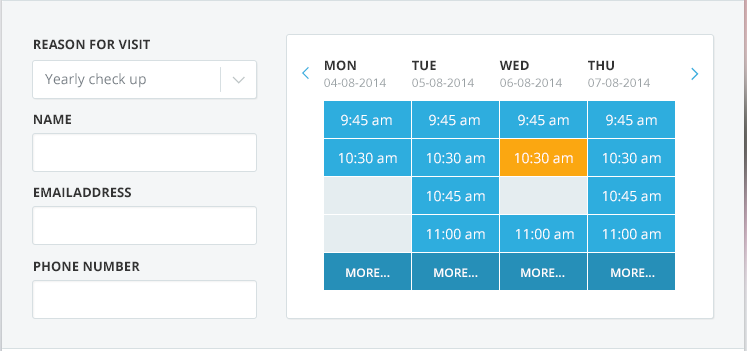 REASON FOR VISIT
Yearly check up
NAME
EMAILADDRESS
PHONE NUMBER
MON TUE WED THU
04-08-2014 05-08-2014 06-08-2014 07-08-2014
9:45 am 9:45 am 9:45 am 9:45 am
10:30 am 10:30 am 10:30 am 10:30 am
10:45 am 10:45 am
11:00 am 11:00 am 11:00 am
MORE... MORE... MORE... MORE...